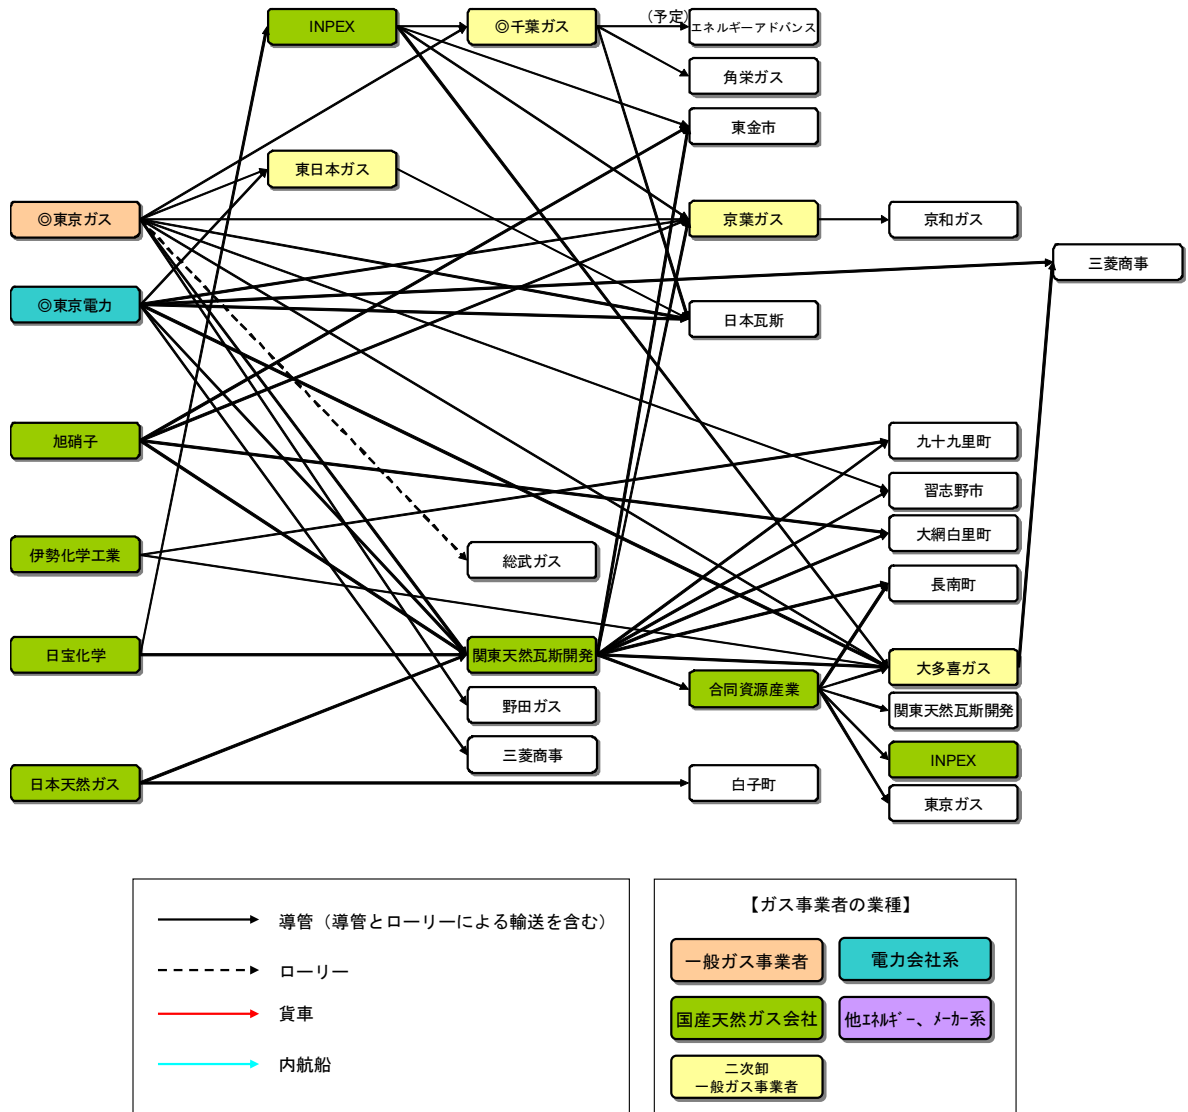 INPEX
◎千葉ガス
(予定)
エネルギーアドバンス
角栄ガス
東金市
東日本ガス
◎東京ガス
京葉ガス
京和ガス
三菱商事
◎東京電力
日本瓦斯
旭硝子
九十九里町
習志野市
大網白里町
伊勢化学工業
総武ガス
長南町
日宝化学
関東天然瓦斯開発
大多喜ガス
合同資源産業
野田ガス
関東天然瓦斯開発
三菱商事
INPEX
日本天然ガス
白子町
東京ガス
導管（導管とローリーによる輸送を含む）
ローリー
貨車
内航船
【ガス事業者の業種】
一般ガス事業者
電力会社系
国産天然ガス会社
他ｴﾈﾙｷﾞｰ、ﾒｰｶｰ系
二次卸
一般ガス事業者